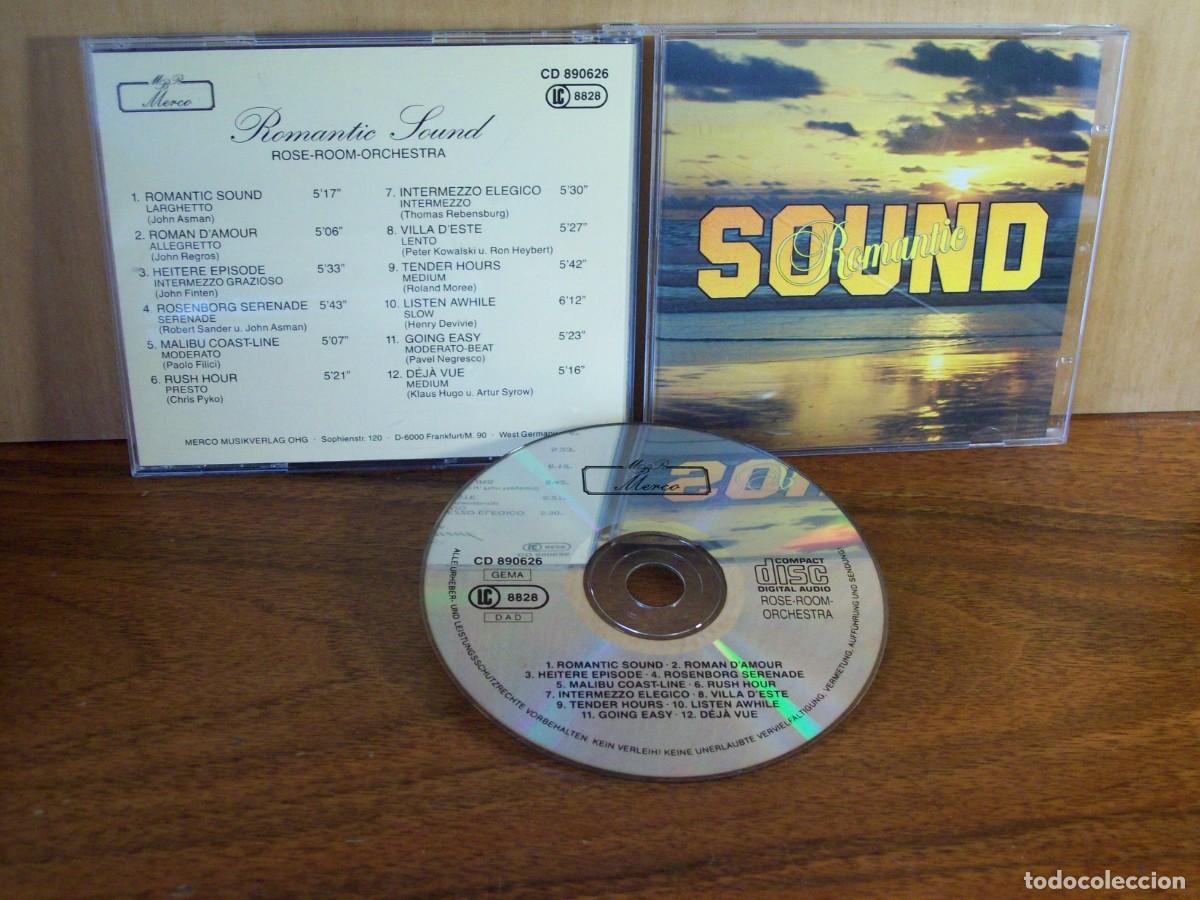 M R
B
Merco
CD 890626
LC 8828
Romantic Sound
ROSE-ROOM-ORCHESTRA
1. ROMANTIC SOUND 5'17"
LARGHETTO
(John Asman)
2. ROMAN D'AMOUR 5'06"
ALLEGRETTO
(John Regros)
3. HEITERE EPISODE 5'33"
INTERMEZZO GRAZIOSO
(John Finten)
4. ROSENBORG SERENADE 5'43"
SERENADE
(Robert Sander u. John Asman)
5. MALIBU COAST-LINE 5'07"
MODERATO
(Paolo Filici)
6. RUSH HOUR 5'21"
PRESTO
(Chris Pyko)
7. INTERMEZZO ELEGICO 5'30"
INTERMEZZO
(Thomas Rebensburg)
8. VILLA D'ESTE 5'27"
LENTO
(Peter Kowalski u. Ron Heybert)
9. TENDER HOURS 5'42"
MEDIUM
(Roland Moree)
10. LISTEN AWHILE 6'12"
SLOW
(Henry Devivie)
11. GOING EASY 5'23"
MODERATO-BEAT
(Pavel Negresco)
12. DÉJÀ VUE 5'16"
MEDIUM
(Klaus Hugo u. Artur Syrow)
MERCO MUSIKVERLAG OHG · Sophienstr. 120 · D-6000 Frankfurt/M. 90 · West German
SOUND
Romantic
Merco
CD 890626
GEMA
LC 8828
DAD
COMPACT
disc
DIGITAL AUDIO
ROSE-ROOM-
ORCHESTRA
1. ROMANTIC SOUND · 2. ROMAN D'AMOUR
3. HEITERE EPISODE · 4. ROSENBORG SERENADE
5. MALIBU COAST-LINE · 6. RUSH HOUR
7. INTERMEZZO ELEGICO · 8. VILLA D'ESTE
9. TENDER HOURS · 10. LISTEN AWHILE
11. GOING EASY · 12. DÉJÀ VUE
ALLE URHEBER- UND LEISTUNGSSCHUTZRECHTE VORBEHALTEN. KEIN VERLEIH! KEINE UNERLAUBTE VERVIELFÄLTIGUNG, VERMIETUNG, AUFFÜHRUNG UND SENDUNG!
todocoleccion